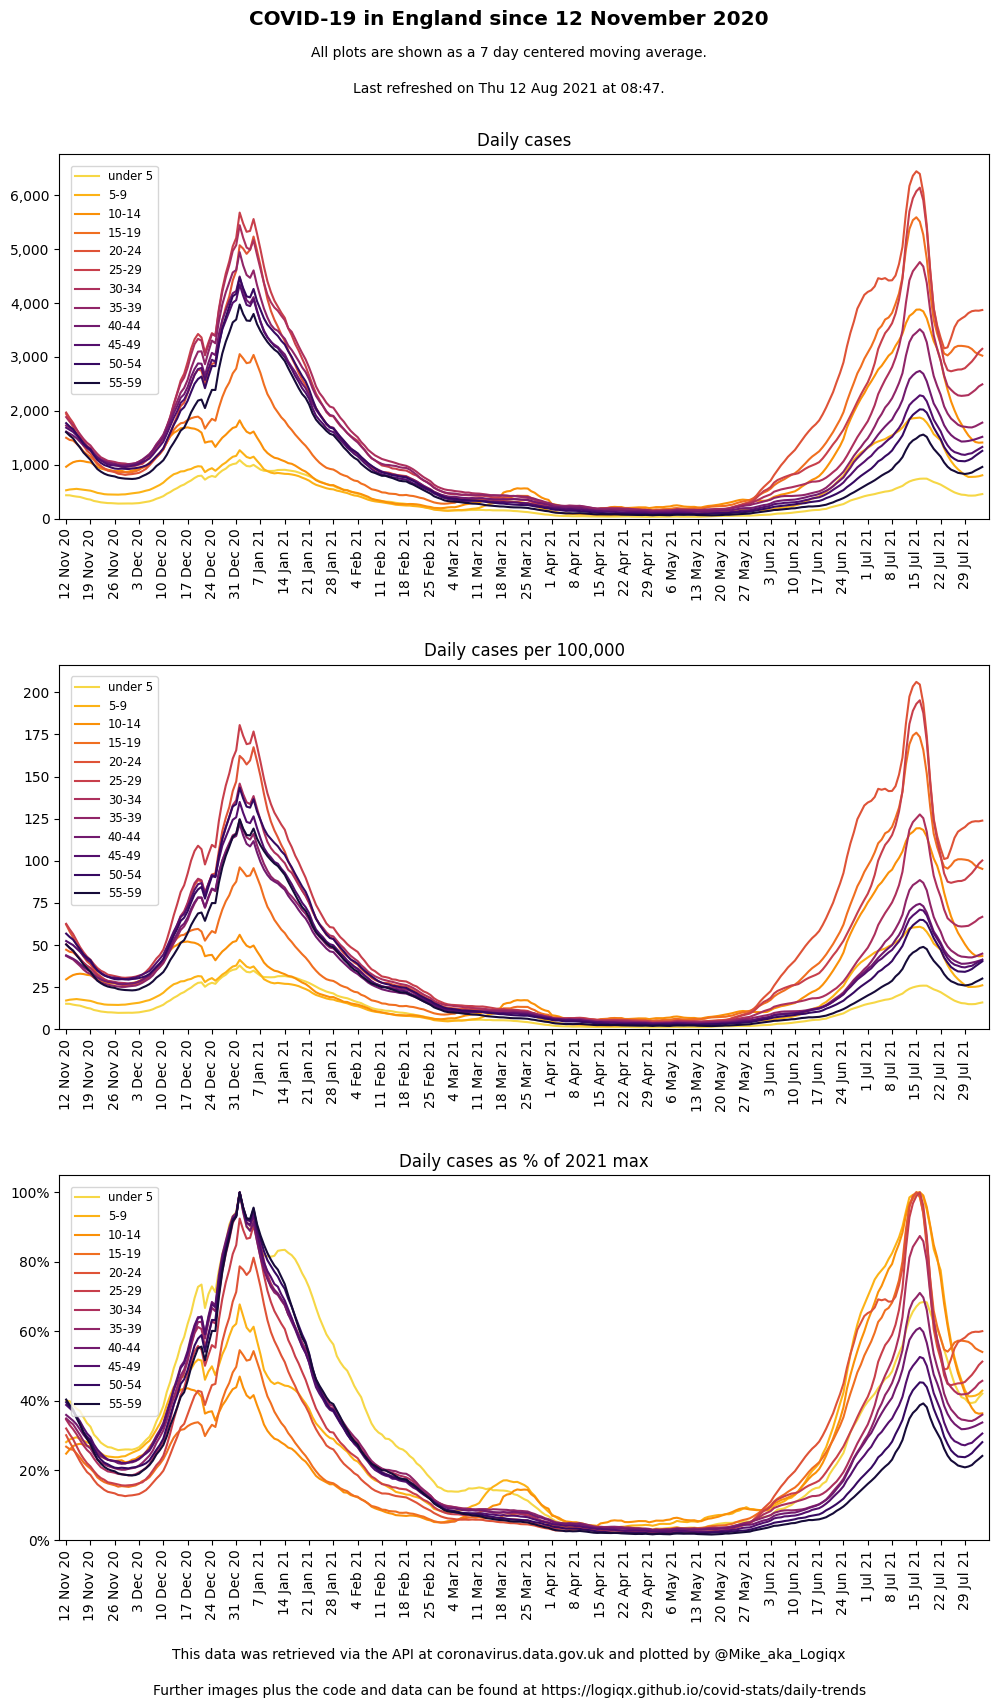 COVID-19 in England since 12 November 2020
All plots are shown as a 7 day centered moving average.
Last refreshed on Thu 12 Aug 2021 at 08:47.
Daily cases
6,000
5,000
4,000
3,000
2,000
1,000
0
under 5
5-9
10-14
15-19
20-24
25-29
30-34
35-39
40-44
45-49
50-54
55-59
12 Nov 20
19 Nov 20
26 Nov 20
3 Dec 20
10 Dec 20
17 Dec 20
24 Dec 20
31 Dec 20
7 Jan 21
14 Jan 21
21 Jan 21
28 Jan 21
4 Feb 21
11 Feb 21
18 Feb 21
25 Feb 21
4 Mar 21
11 Mar 21
18 Mar 21
25 Mar 21
1 Apr 21
8 Apr 21
15 Apr 21
22 Apr 21
29 Apr 21
6 May 21
13 May 21
20 May 21
27 May 21
3 Jun 21
10 Jun 21
17 Jun 21
24 Jun 21
1 Jul 21
8 Jul 21
15 Jul 21
22 Jul 21
29 Jul 21
Daily cases per 100,000
200
175
150
125
100
75
50
25
0
under 5
5-9
10-14
15-19
20-24
25-29
30-34
35-39
40-44
45-49
50-54
55-59
12 Nov 20
19 Nov 20
26 Nov 20
3 Dec 20
10 Dec 20
17 Dec 20
24 Dec 20
31 Dec 20
7 Jan 21
14 Jan 21
21 Jan 21
28 Jan 21
4 Feb 21
11 Feb 21
18 Feb 21
25 Feb 21
4 Mar 21
11 Mar 21
18 Mar 21
25 Mar 21
1 Apr 21
8 Apr 21
15 Apr 21
22 Apr 21
29 Apr 21
6 May 21
13 May 21
20 May 21
27 May 21
3 Jun 21
10 Jun 21
17 Jun 21
24 Jun 21
1 Jul 21
8 Jul 21
15 Jul 21
22 Jul 21
29 Jul 21
Daily cases as % of 2021 max
100%
80%
60%
40%
20%
0%
under 5
5-9
10-14
15-19
20-24
25-29
30-34
35-39
40-44
45-49
50-54
55-59
12 Nov 20
19 Nov 20
26 Nov 20
3 Dec 20
10 Dec 20
17 Dec 20
24 Dec 20
31 Dec 20
7 Jan 21
14 Jan 21
21 Jan 21
28 Jan 21
4 Feb 21
11 Feb 21
18 Feb 21
25 Feb 21
4 Mar 21
11 Mar 21
18 Mar 21
25 Mar 21
1 Apr 21
8 Apr 21
15 Apr 21
22 Apr 21
29 Apr 21
6 May 21
13 May 21
20 May 21
27 May 21
3 Jun 21
10 Jun 21
17 Jun 21
24 Jun 21
1 Jul 21
8 Jul 21
15 Jul 21
22 Jul 21
29 Jul 21
This data was retrieved via the API at coronavirus.data.gov.uk and plotted by @Mike_aka_Logiqx
Further images plus the code and data can be found at https://logiqx.github.io/covid-stats/daily-trends